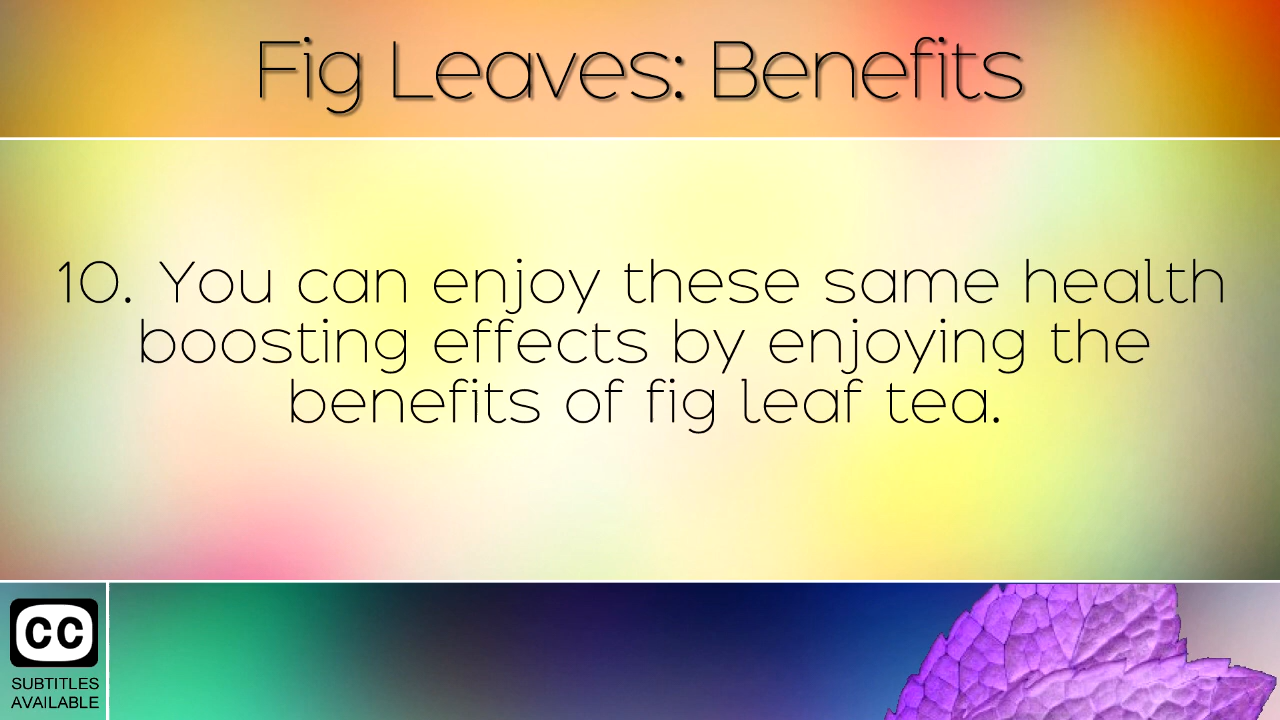 Fig Leaves: Benefits
10. You can enjoy these same health
boosting effects by enjoying the
benefits of fig leaf tea.
CC
SUBTITLES
AVAILABLE